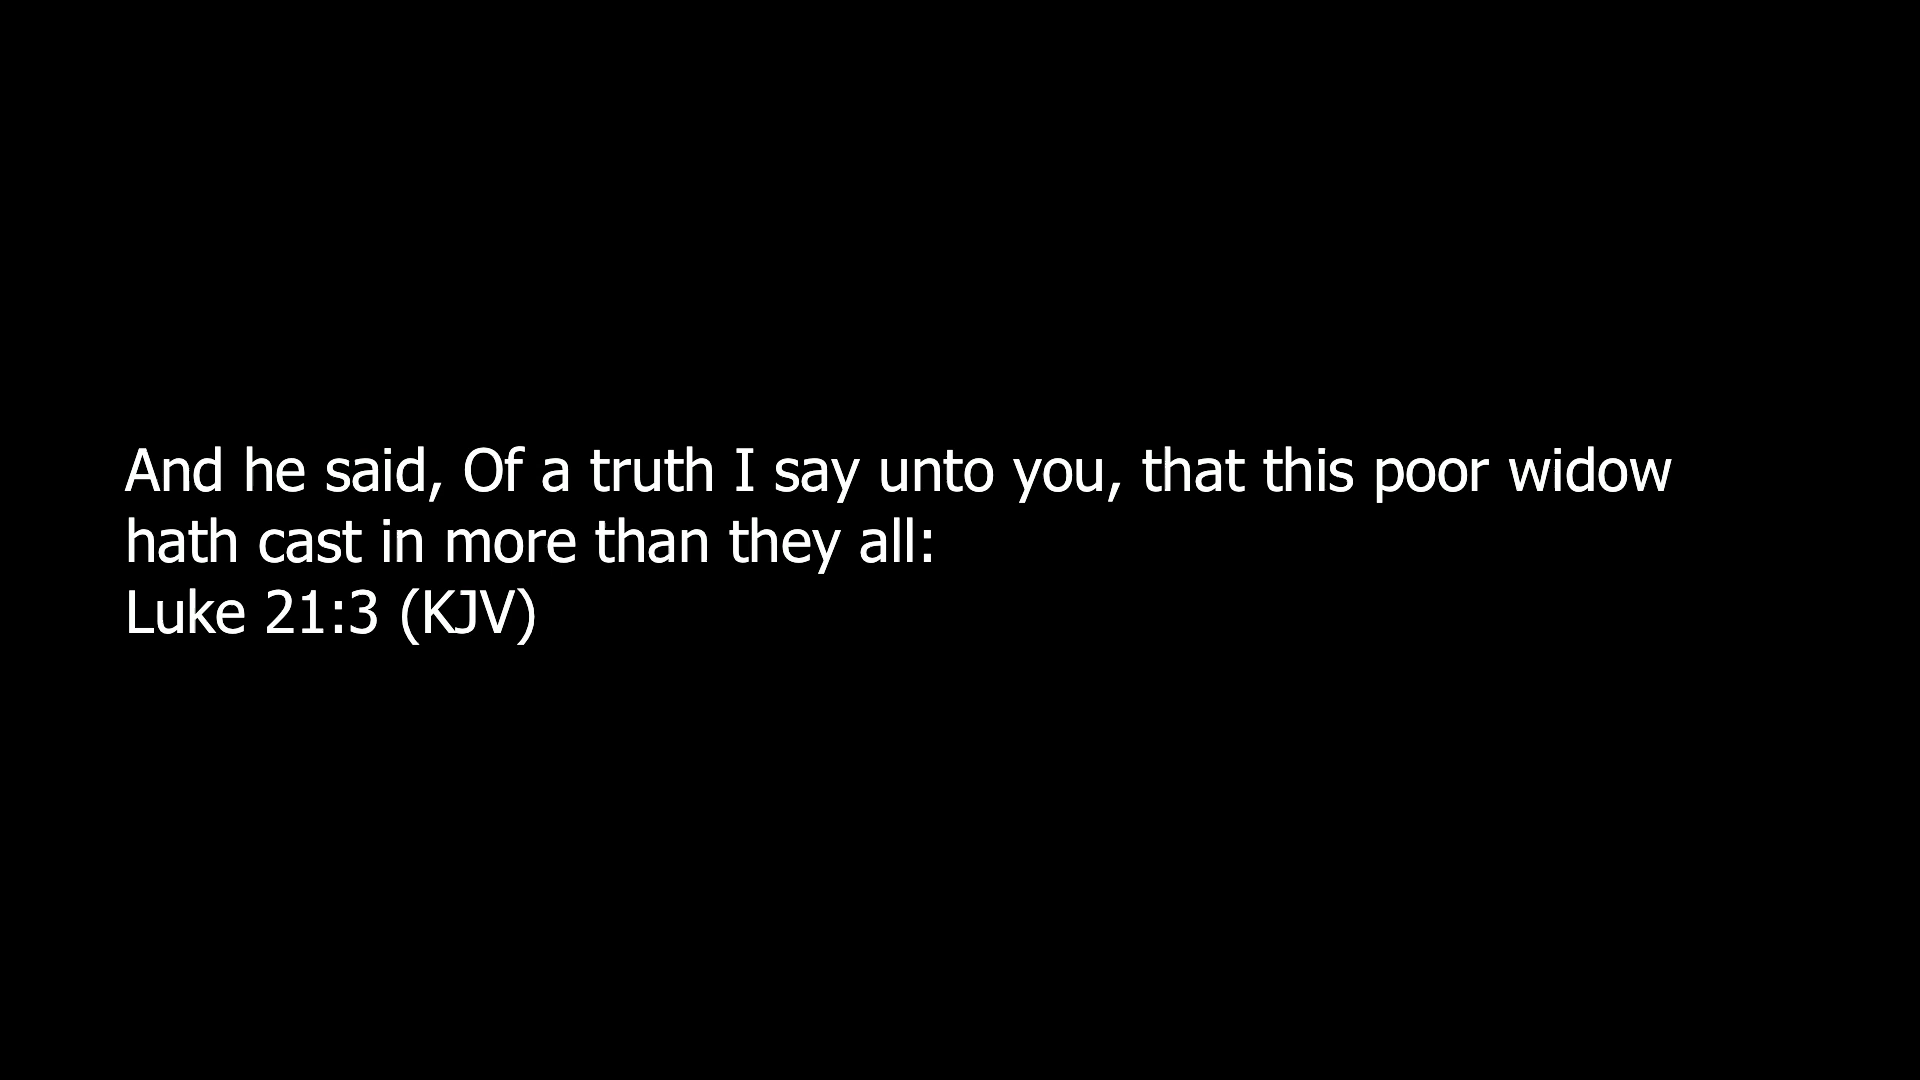 And he said, Of a truth I say unto you, that this poor widow
hath cast in more than they all:
Luke 21:3 (KJV)